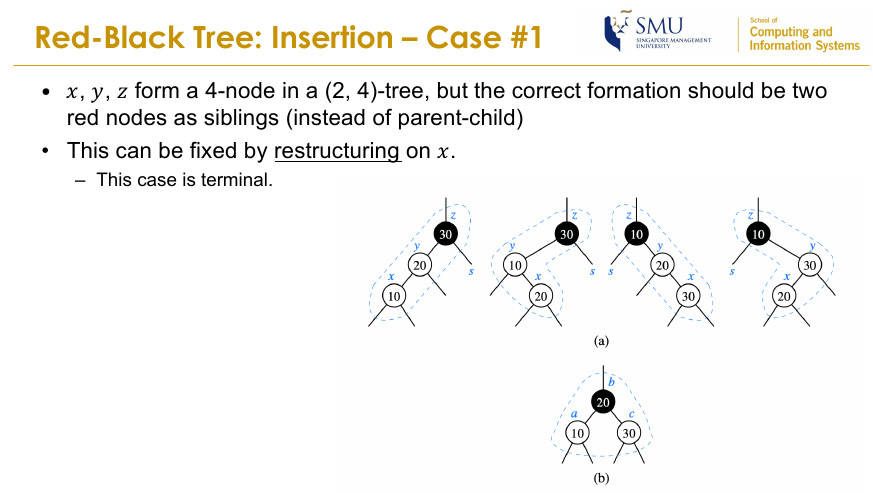 Red-Black Tree: Insertion – Case #1
SMU
SINGAPORE MANAGEMENT
UNIVERSITY
School of
Computing and
Information Systems
• x, y, z form a 4-node in a (2, 4)-tree, but the correct formation should be two
red nodes as siblings (instead of parent-child)
• This can be fixed by restructuring on x.
– This case is terminal.
z z z z
30 30 10 10
y y y y
20 10 20 30
x s x s s x s x
10 20 30 20
(a)
b
20
a c
10 30
(b)